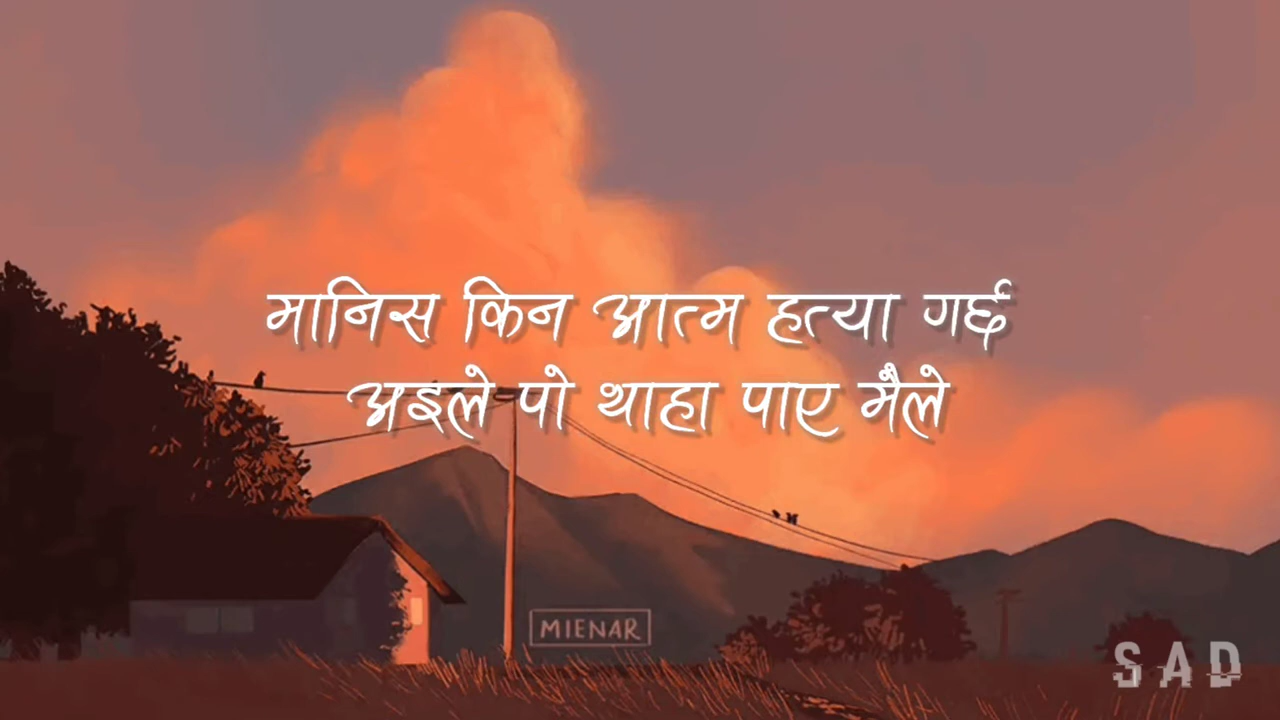 मानिस किन आत्म हत्या गर्छ
अइले पो थाहा पाए मैले
MIENAR
SAD